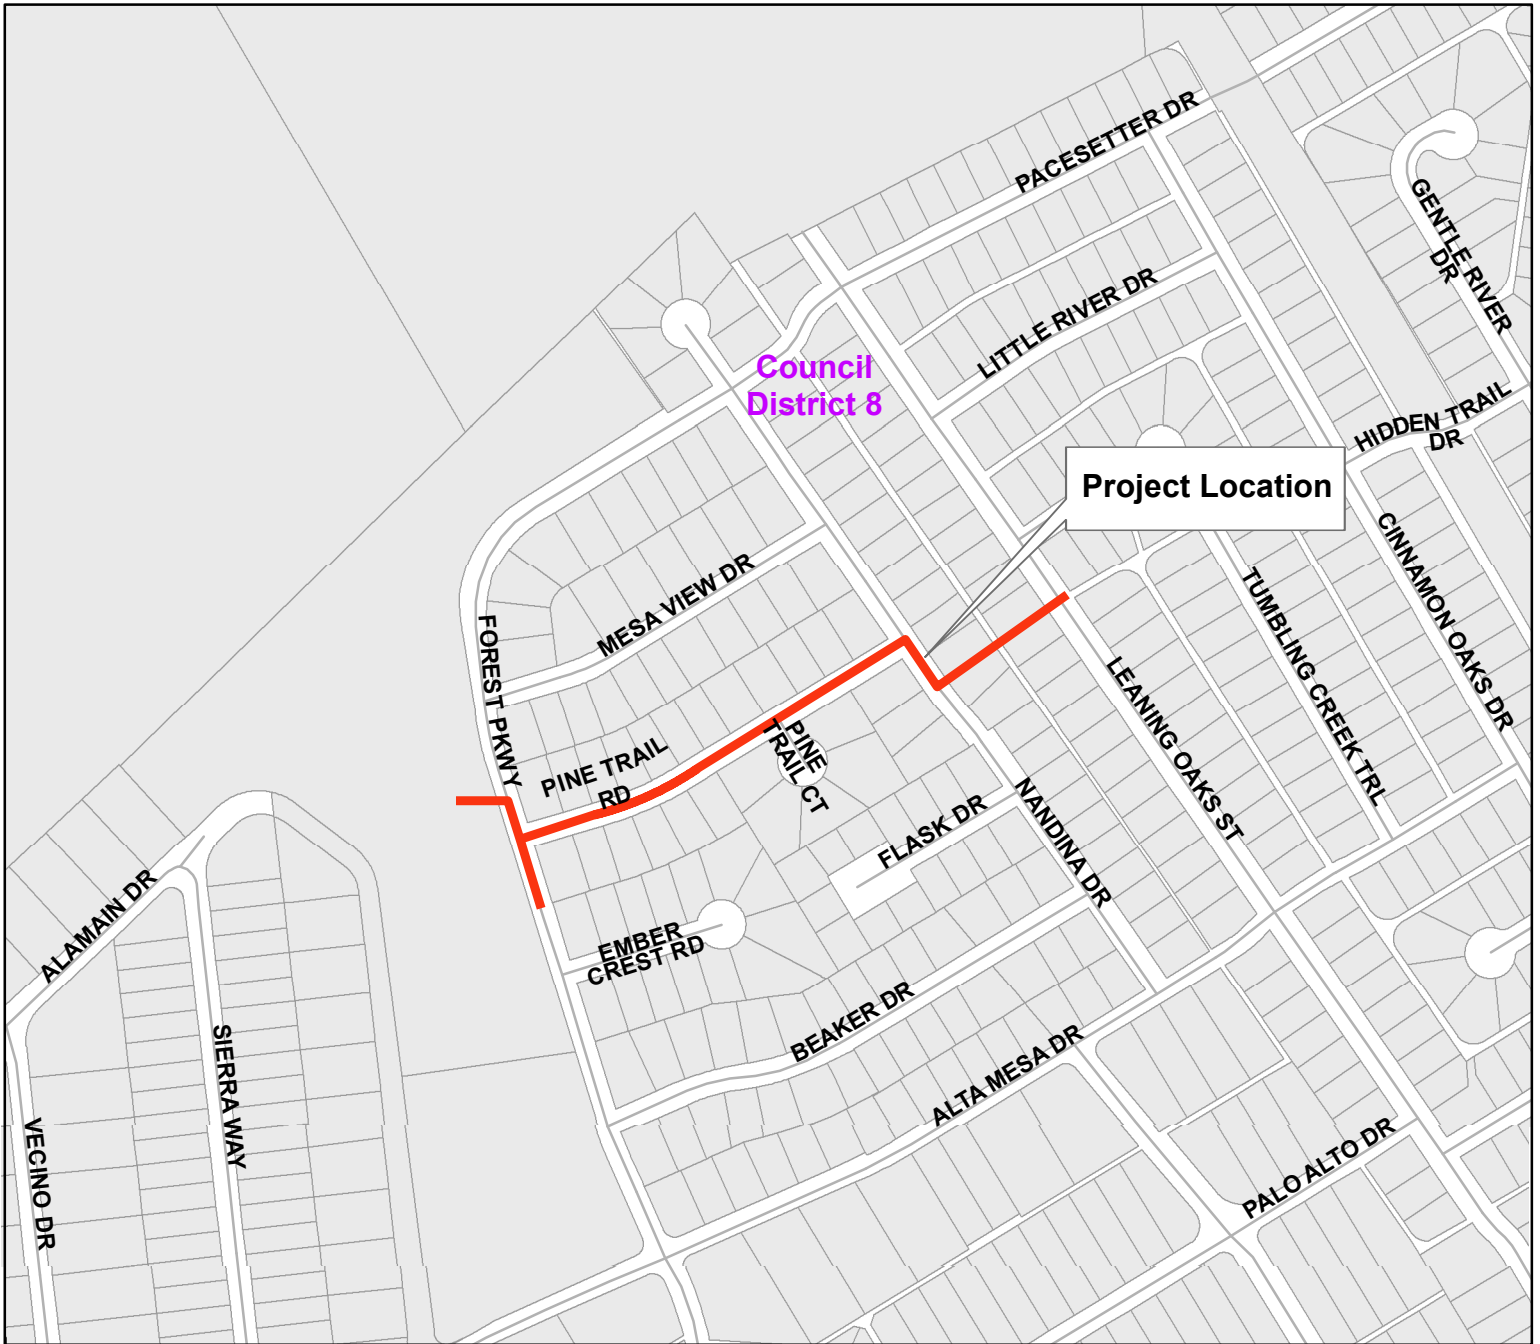 PACESETTER DR
GENTLE RIVER
DR
LITTLE RIVER DR
Council
District 8
HIDDEN TRAIL
DR
Project Location
CINNAMON OAKS DR
MESA VIEW DR
TUMBLING CREEK TRL
FOREST PKWY
LEANING OAKS ST
PINE TRAIL
RD
PINE
TRAIL CT
NANDINA DR
FLASK DR
ALAMAIN DR
EMBER
CREST RD
BEAKER DR
SIERRA WAY
ALTA MESA DR
VECINO DR
PALO ALTO DR